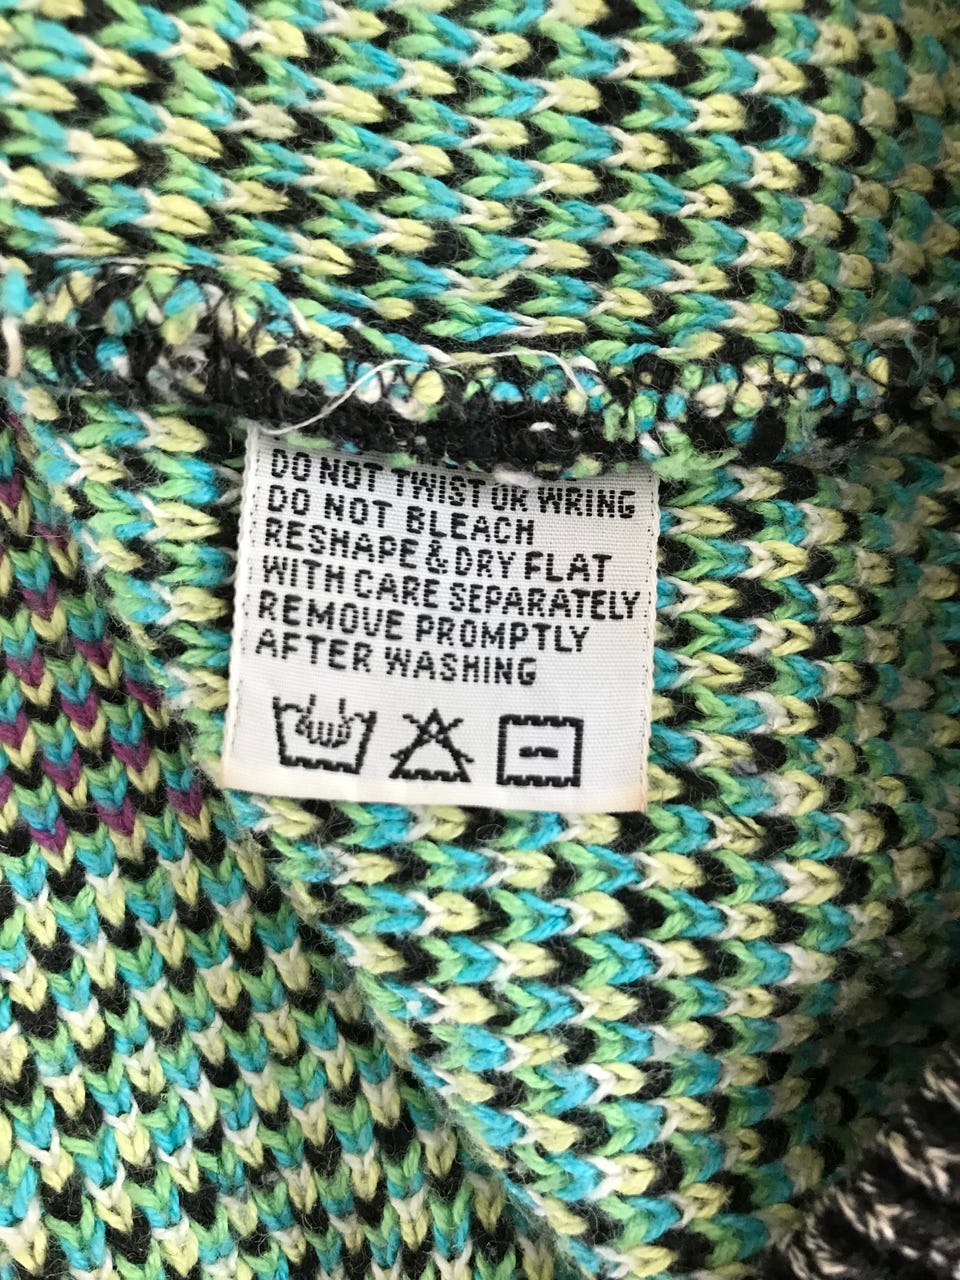 DO NOT TWIST OR WRING
DO NOT BLEACH
RESHAPE & DRY FLAT
WITH CARE SEPARATELY
REMOVE PROMPTLY
AFTER WASHING